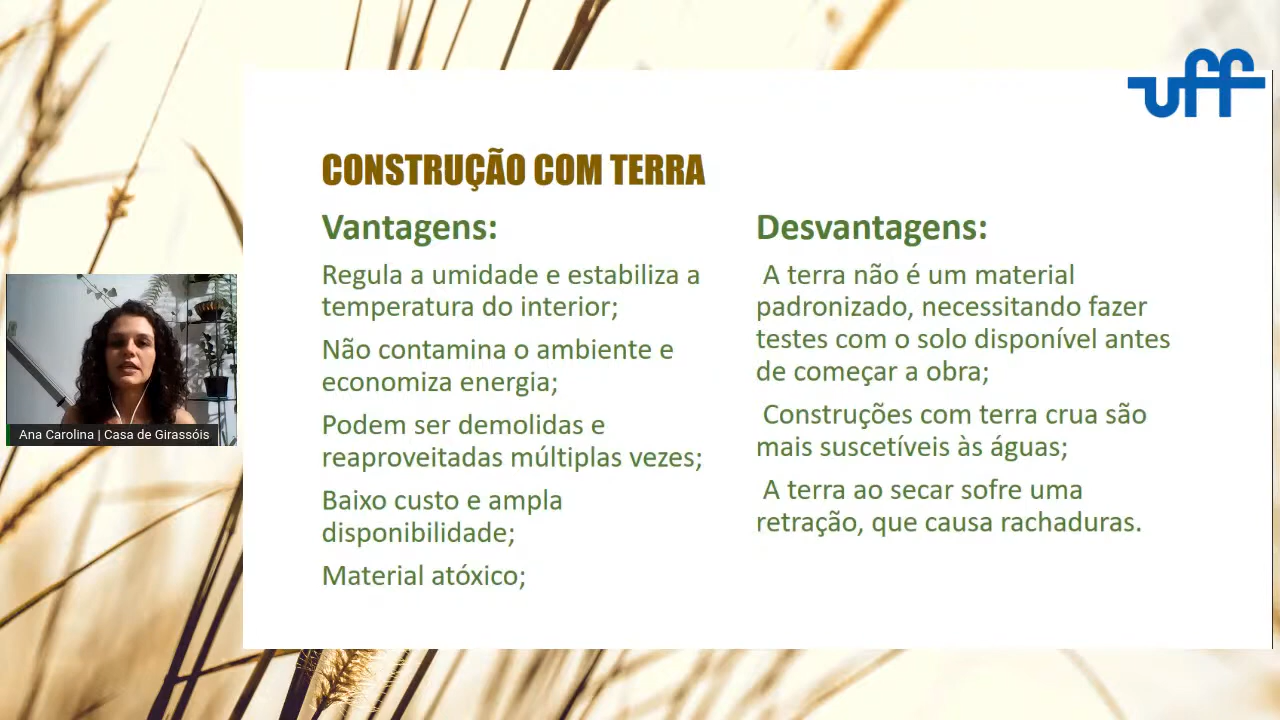 uff
CONSTRUÇÃO COM TERRA
Vantagens:
Regula a umidade e estabiliza a
temperatura do interior;
Não contamina o ambiente e
economiza energia;
Podem ser demolidas e
reaproveitadas múltiplas vezes;
Baixo custo e ampla
disponibilidade;
Material atóxico;
Desvantagens:
A terra não é um material
padronizado, necessitando fazer
testes com o solo disponível antes
de começar a obra;
Construções com terra crua são
mais suscetíveis às águas;
A terra ao secar sofre uma
retração, que causa rachaduras.
Ana Carolina | Casa de Girassóis